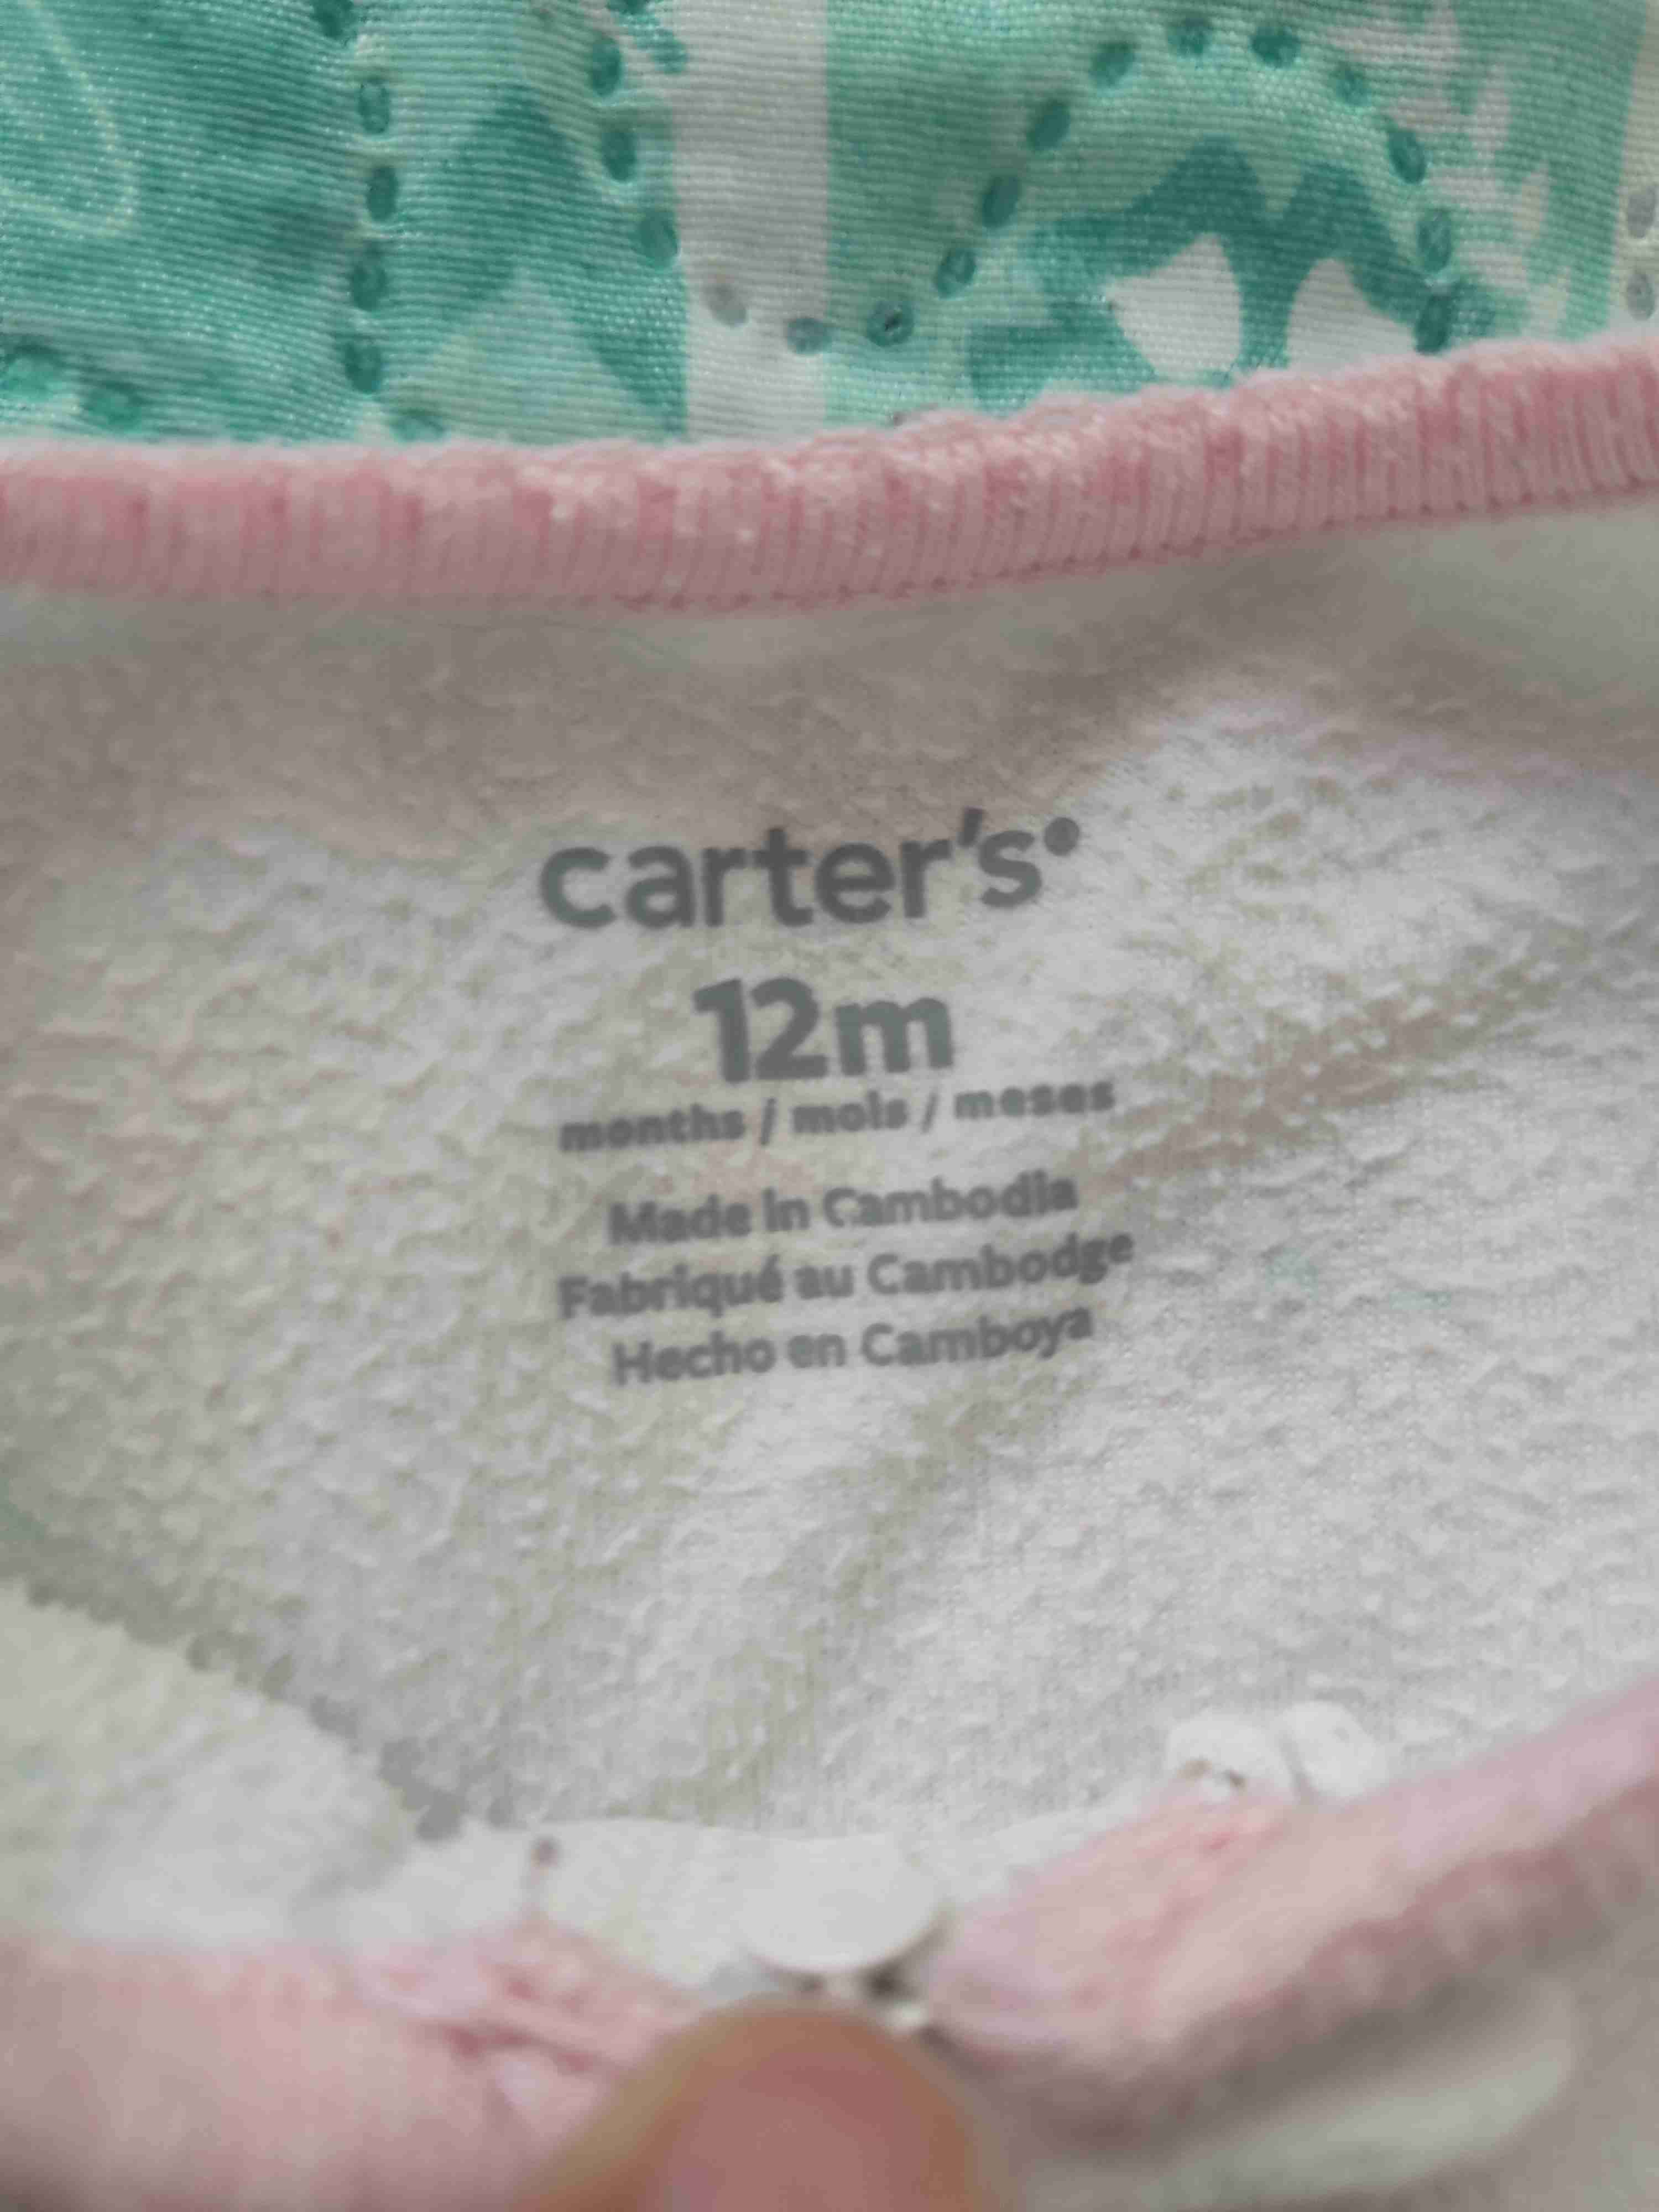 carter's
12m
months / mois / meses
Made in Cambodia
Fabriqué au Cambodge
Hecho en Camboya